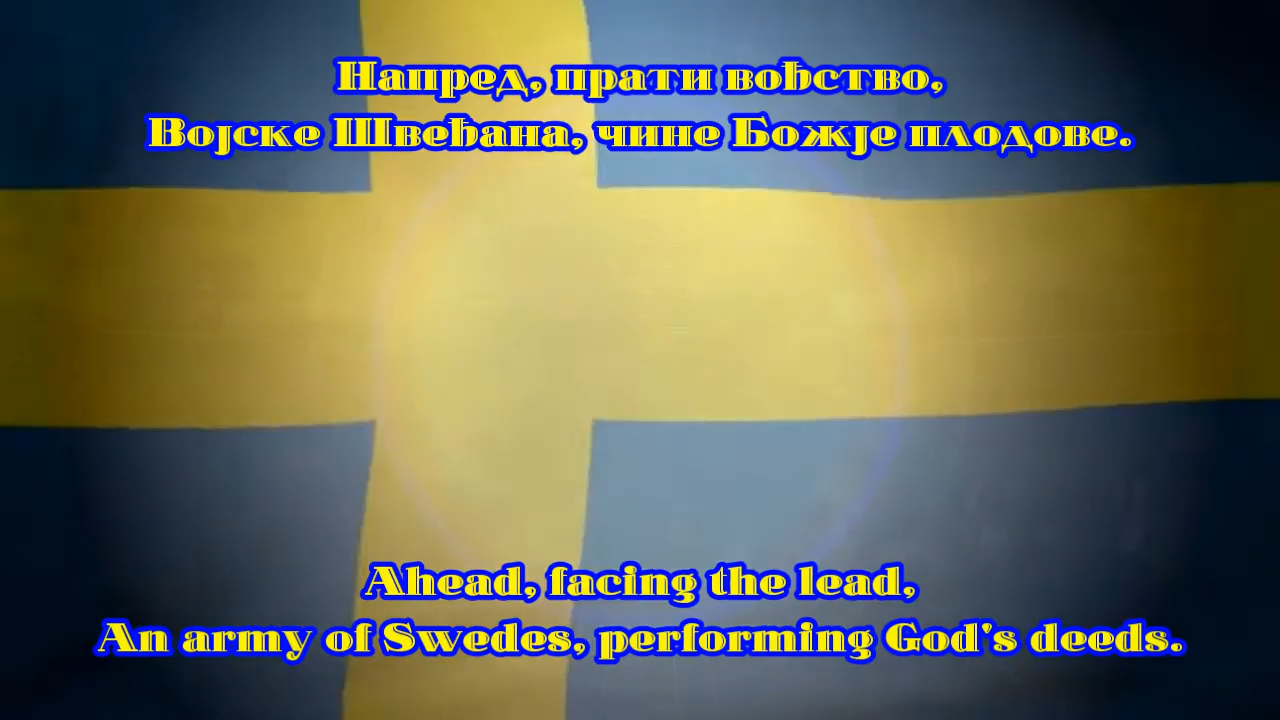 Напред, прати вођство,
Војске Швеђана, чине Божје плодове.
Ahead, facing the lead,
An army of Swedes, performing God's deeds.